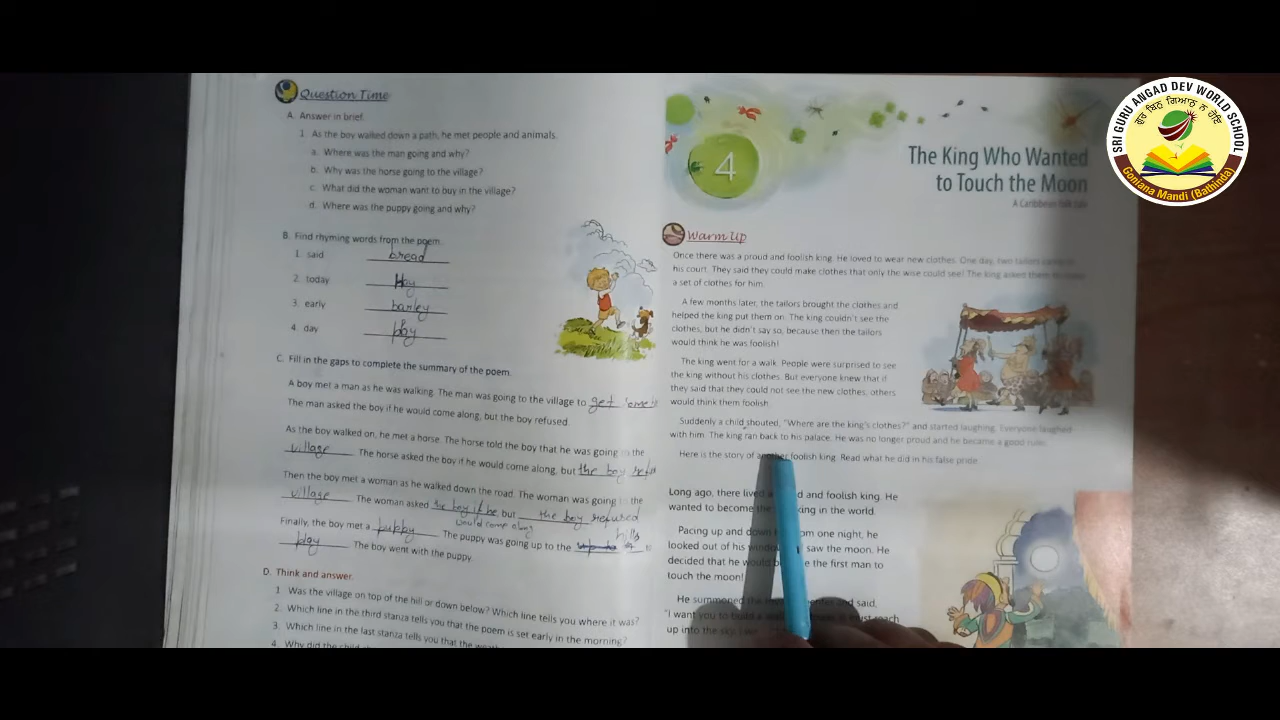 Question Time
A. Answer in brief.
1. As the boy walked down a path, he met people and animals.
a. Where was the man going and why?
b. Why was the horse going to the village?
c. What did the woman want to buy in the village?
d. Where was the puppy going and why?
B. Find rhyming words from the poem.
1. said bread
2. today
3. early barley
4. day
C. Fill in the gaps to complete the summary of the poem.
A boy met a man as he was walking. The man was going to the village to get some
The man asked the boy if he would come along, but the boy refused.
As the boy walked on, he met a horse. The horse told the boy that he was going to the
village The horse asked the boy if he would come along, but the boy
Then the boy met a woman as he walked down the road. The woman was going to the
village The woman asked the boy if he but the boy refused
would come along
Finally, the boy met a puppy The puppy was going up to the hills to
play The boy went with the puppy.
D. Think and answer.
1 Was the village on top of the hill or down below? Which line tells you where it was?
2. Which line in the third stanza tells you that the poem is set early in the morning?
3. Which line in the last stanza tells you that the
4. Why did the
4
The King Who Wanted
to Touch the Moon
A Caribbean folk tale
Warm Up
Once there was a proud and foolish king. He loved to wear new clothes. One day, two tailors came to
his court. They said they could make clothes that only the wise could see! The king asked them to make
a set of clothes for him.
A few months later, the tailors brought the clothes and
helped the king put them on. The king couldn't see the
clothes, but he didn't say so, because then the tailors
would think he was foolish!
The king went for a walk. People were surprised to see
the king without his clothes. But everyone knew that if
they said that they could not see the new clothes, others
would think them foolish.
Suddenly a child shouted, "Where are the king's clothes?" and started laughing. Everyone laughed
with him. The king ran back to his palace. He was no longer proud and he became a good ruler.
Here is the story of another foolish king. Read what he did in his false pride.
Long ago, there lived a and foolish king. He
wanted to become the king in the world.
Pacing up and down room one night, he
looked out of his window saw the moon. He
decided that he would be the first man to
touch the moon!
He summoned the and said,
"I want you to build a must reach
up into the sky.
SRI GURU ANGAD DEV WORLD SCHOOL
ਗੁਰ ਬਿਨੁ ਗਿਆਨੁ ਨ ਹੋਇ
Goniana Mandi (Bathinda)